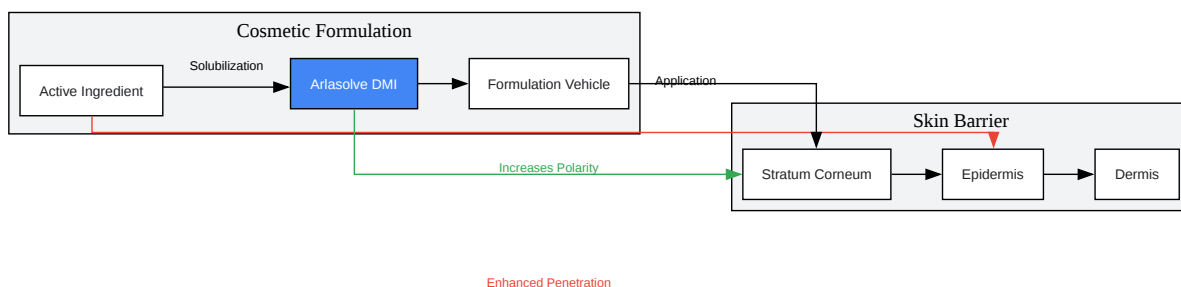 Cosmetic Formulation
Active Ingredient
Solubilization
Arlasolve DMI
Formulation Vehicle
Application
Skin Barrier
Stratum Corneum
Epidermis
Dermis
Increases Polarity
Enhanced Penetration